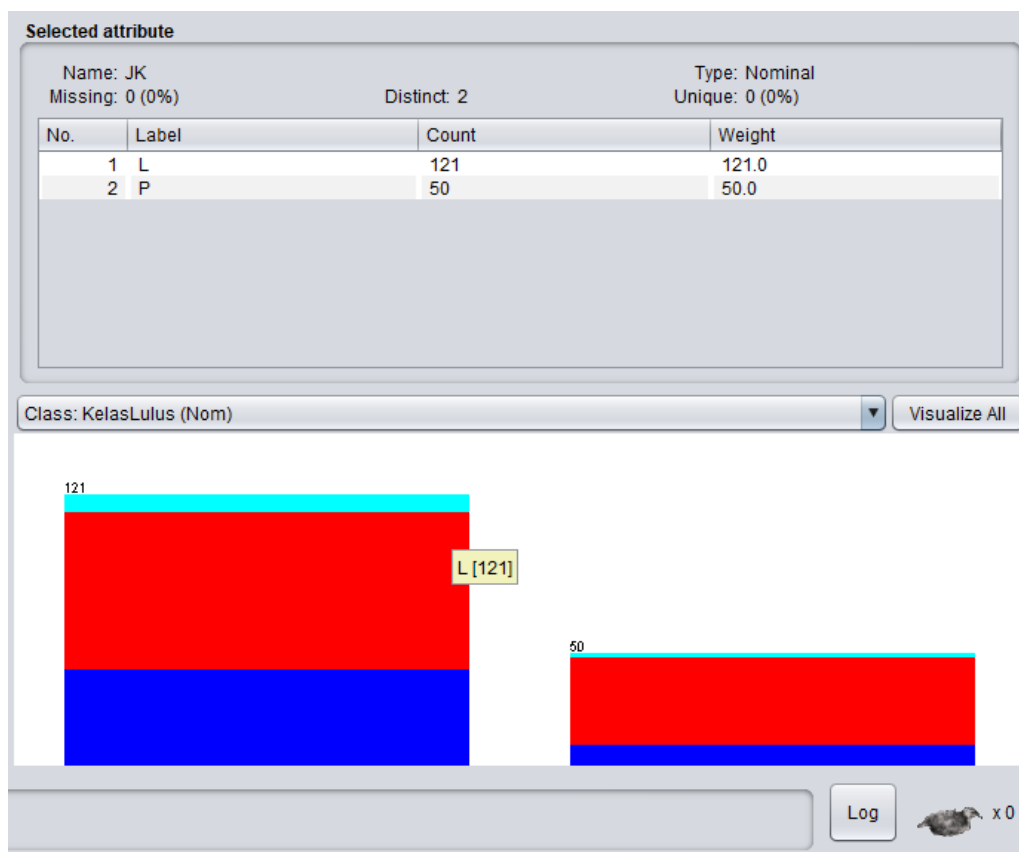 Selected attribute
Name: JK Type: Nominal
Missing: 0 (0%) Distinct: 2 Unique: 0 (0%)
No. Label Count Weight
1 L 121 121.0
2 P 50 50.0
Class: KelasLulus (Nom) Visualize All
121
L [121]
50
Log x 0